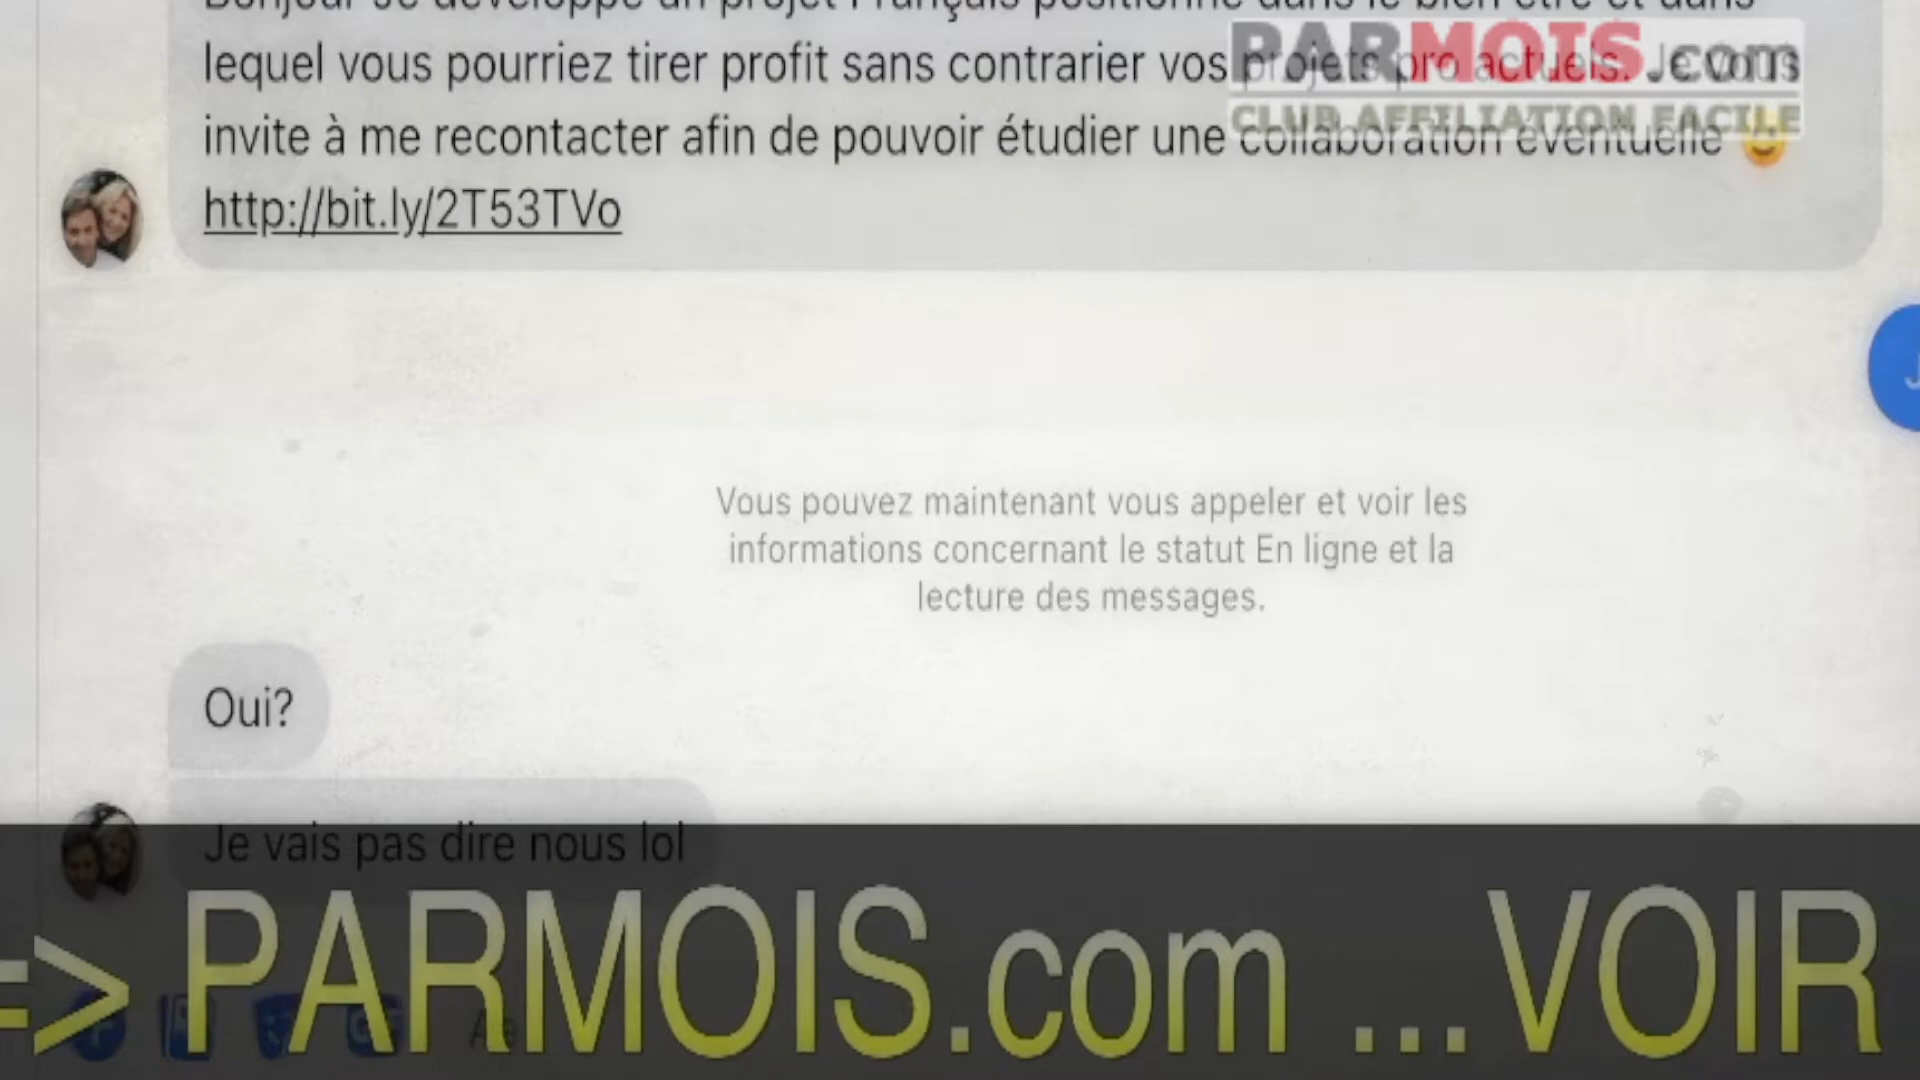 Bonjour Je développe un projet Français positionné dans le bien être et dans
lequel vous pourriez tirer profit sans contrarier vos projets pro actuels. Je vous
invite à me recontacter afin de pouvoir étudier une collaboration éventuelle 😊
http://bit.ly/2T53TVo
PARMOIS.com
CLUB AFFILIATION FACILE
J
Vous pouvez maintenant vous appeler et voir les
informations concernant le statut En ligne et la
lecture des messages.
Oui?
Je vais pas dire nous lol
=> PARMOIS.com ...VOIR